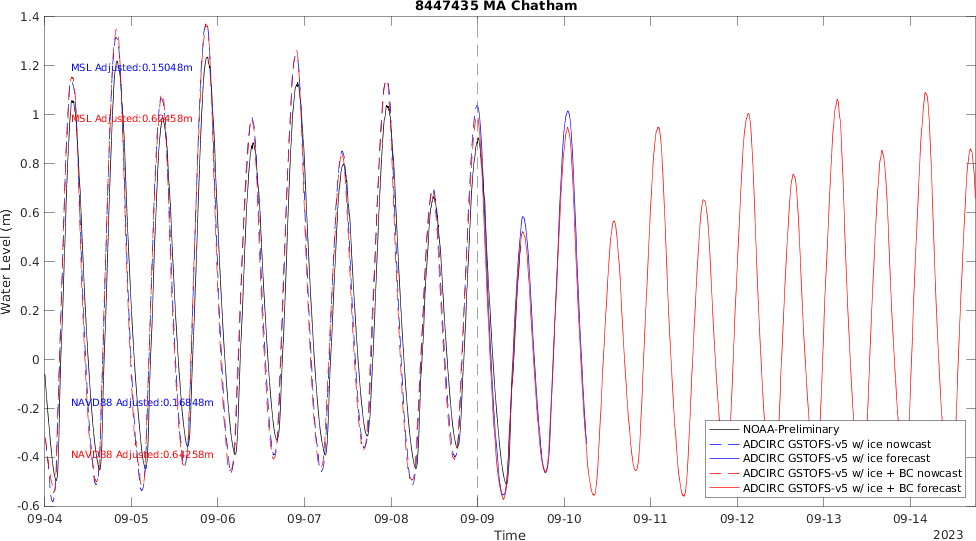 8447435 MA Chatham
1.4
1.2
1
0.8
0.6
0.4
0.2
0
-0.2
-0.4
-0.6
Water Level (m)
MSL Adjusted:0.15048m
MSL Adjusted:0.62458m
NAVD88 Adjusted:0.16848m
NAVD88 Adjusted:0.64258m
NOAA-Preliminary
ADCIRC GSTOFS-v5 w/ ice nowcast
ADCIRC GSTOFS-v5 w/ ice forecast
ADCIRC GSTOFS-v5 w/ ice + BC nowcast
ADCIRC GSTOFS-v5 w/ ice + BC forecast
09-04 09-05 09-06 09-07 09-08 09-09 09-10 09-11 09-12 09-13 09-14
Time
2023